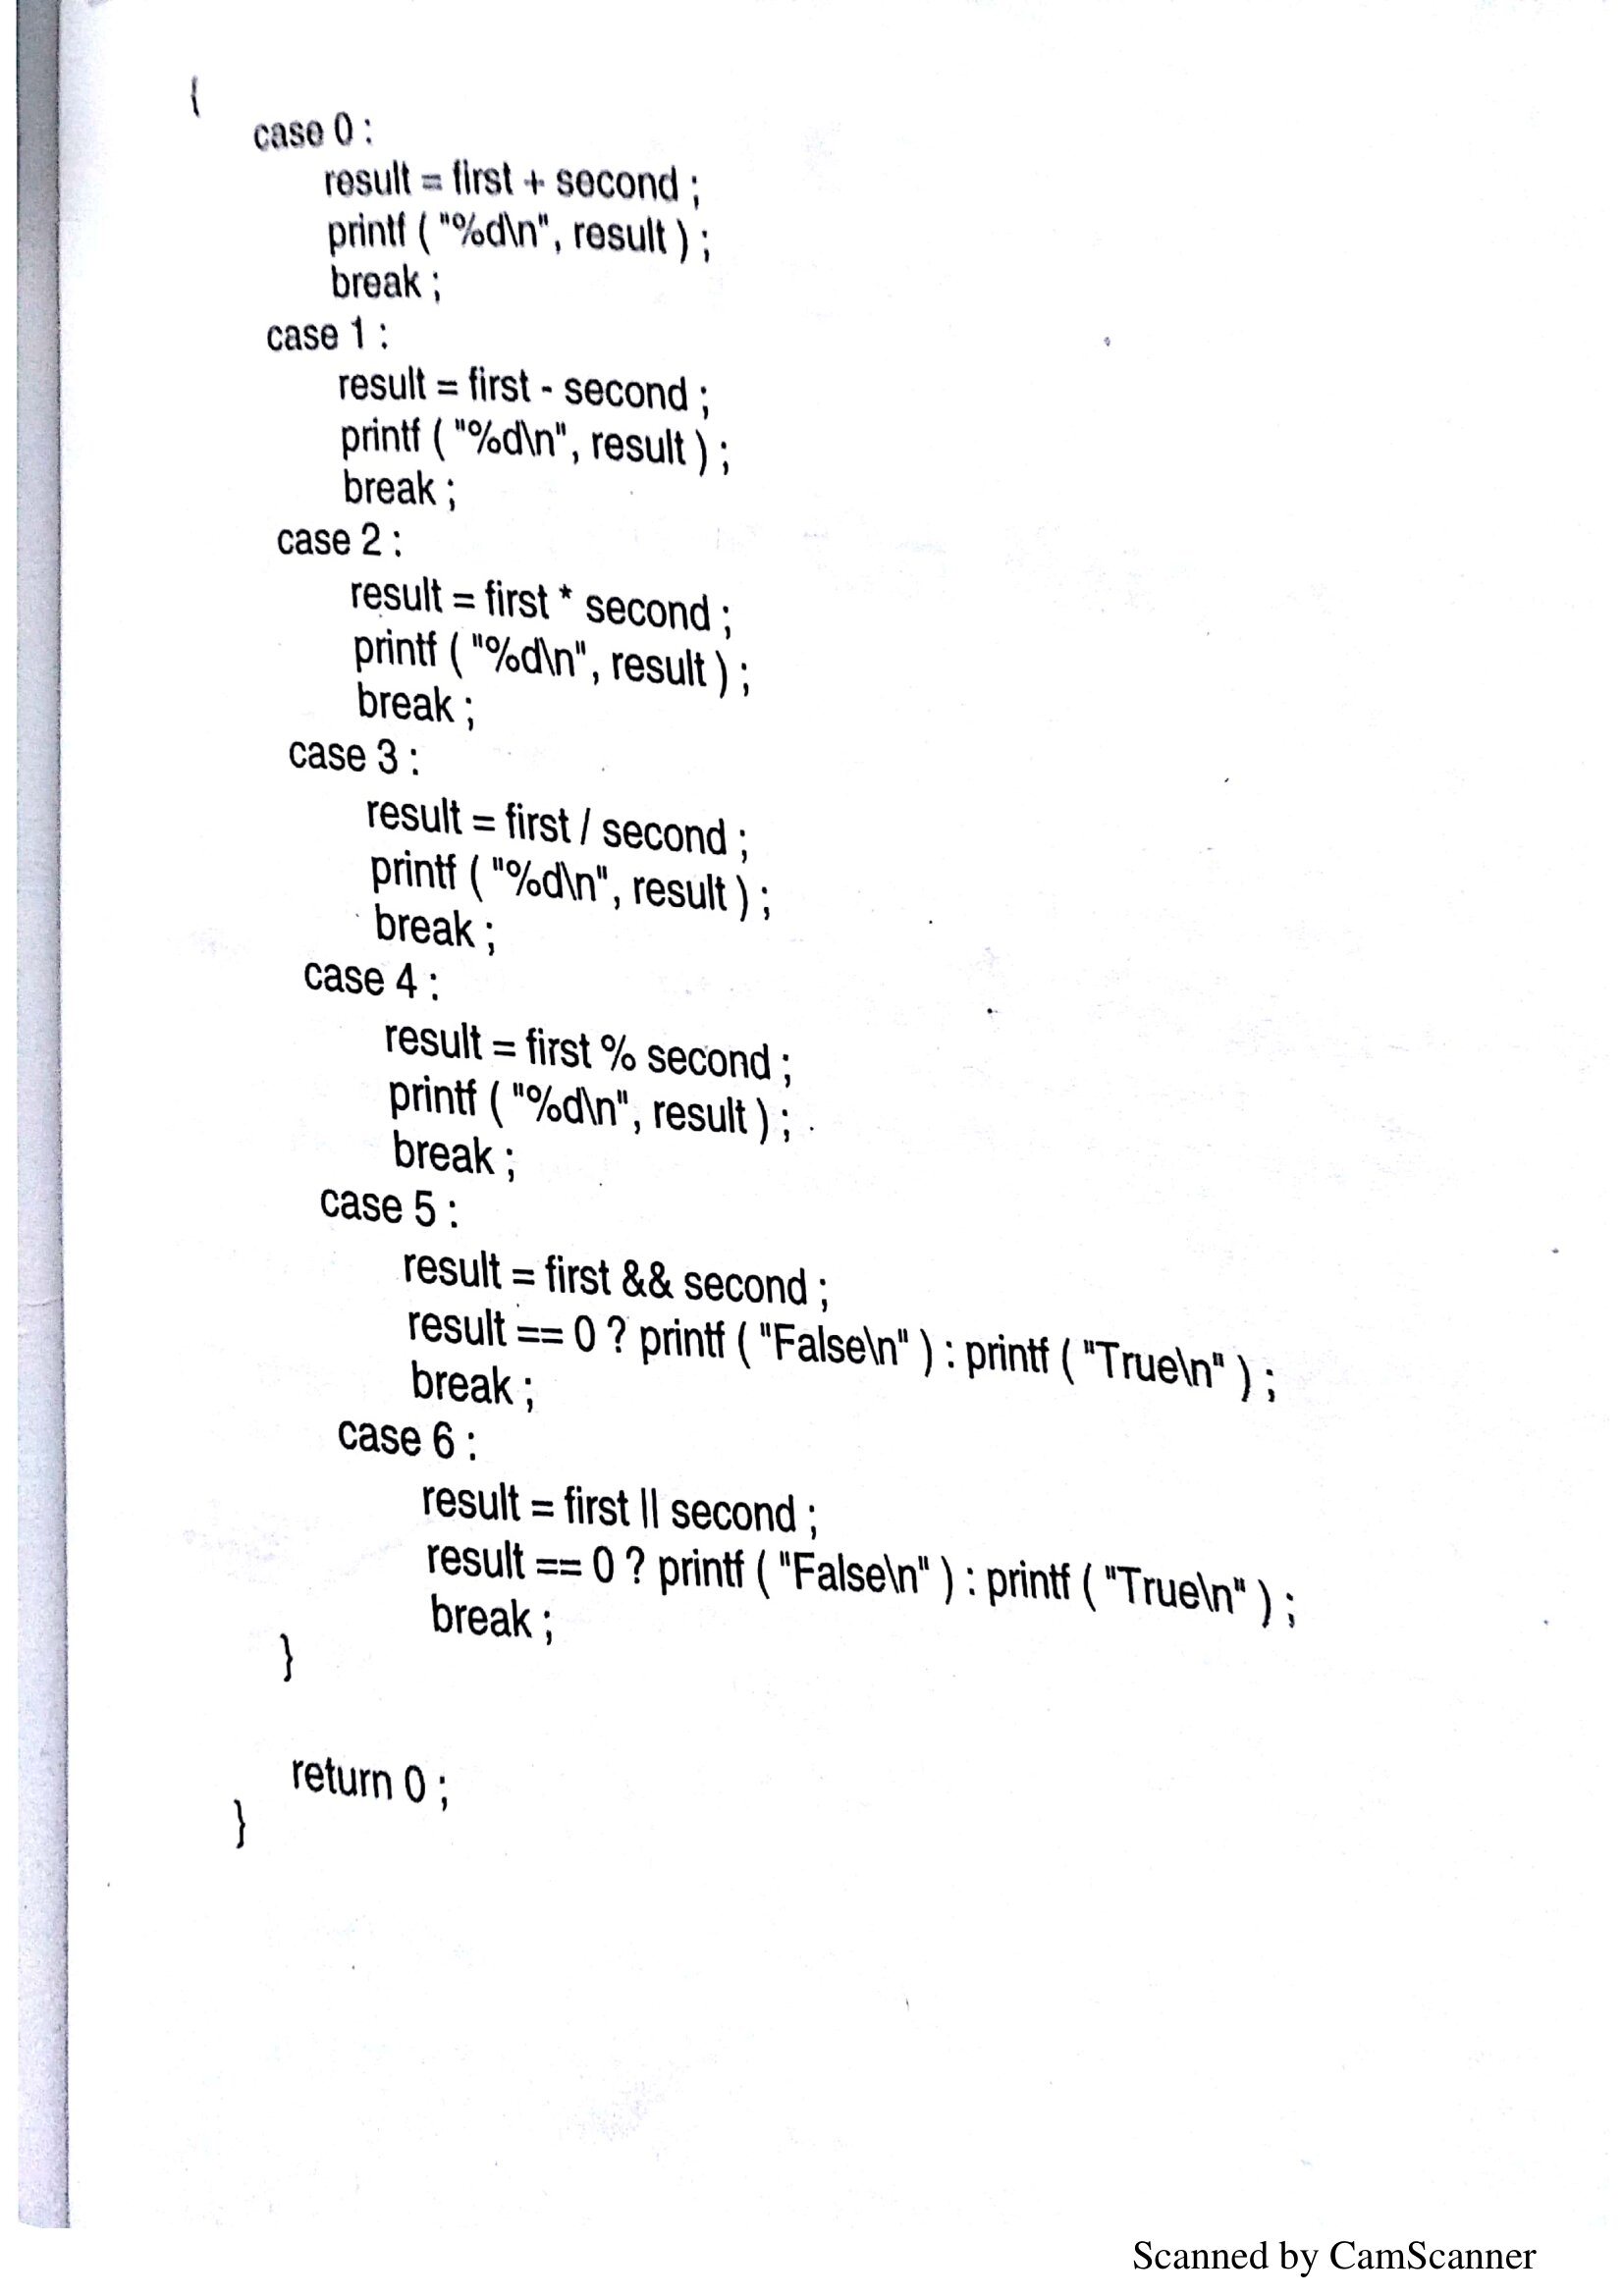 {
case 0 :
result = first + second ;
printf ( "%d\n", result ) ;
break ;
case 1 :
result = first - second ;
printf ( "%d\n", result ) ;
break ;
case 2 :
result = first * second ;
printf ( "%d\n", result ) ;
break ;
case 3 :
result = first / second ;
printf ( "%d\n", result ) ;
break ;
case 4 :
result = first % second ;
printf ( "%d\n", result ) ;
break ;
case 5 :
result = first && second ;
result == 0 ? printf ( "False\n" ) : printf ( "True\n" ) ;
break ;
case 6 :
result = first || second ;
result == 0 ? printf ( "False\n" ) : printf ( "True\n" ) ;
break ;
}
return 0 ;
}
Scanned by CamScanner